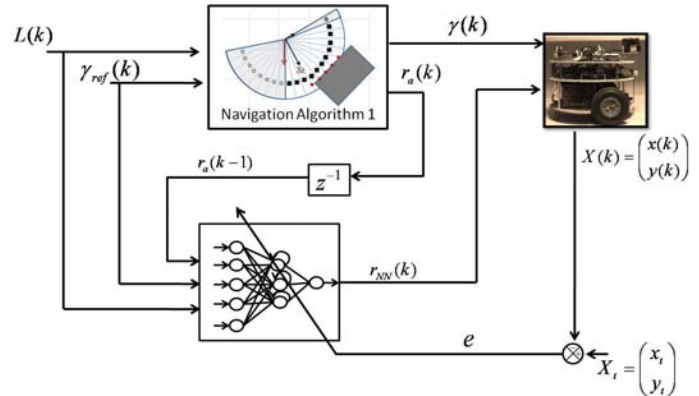 L(k)
γ_ref(k)
Navigation Algorithm 1
γ(k)
r_a(k)
r_a(k−1)
z⁻¹
X(k) = (x(k)
y(k))
r_NN(k)
e
X_t = (x_t
y_t)